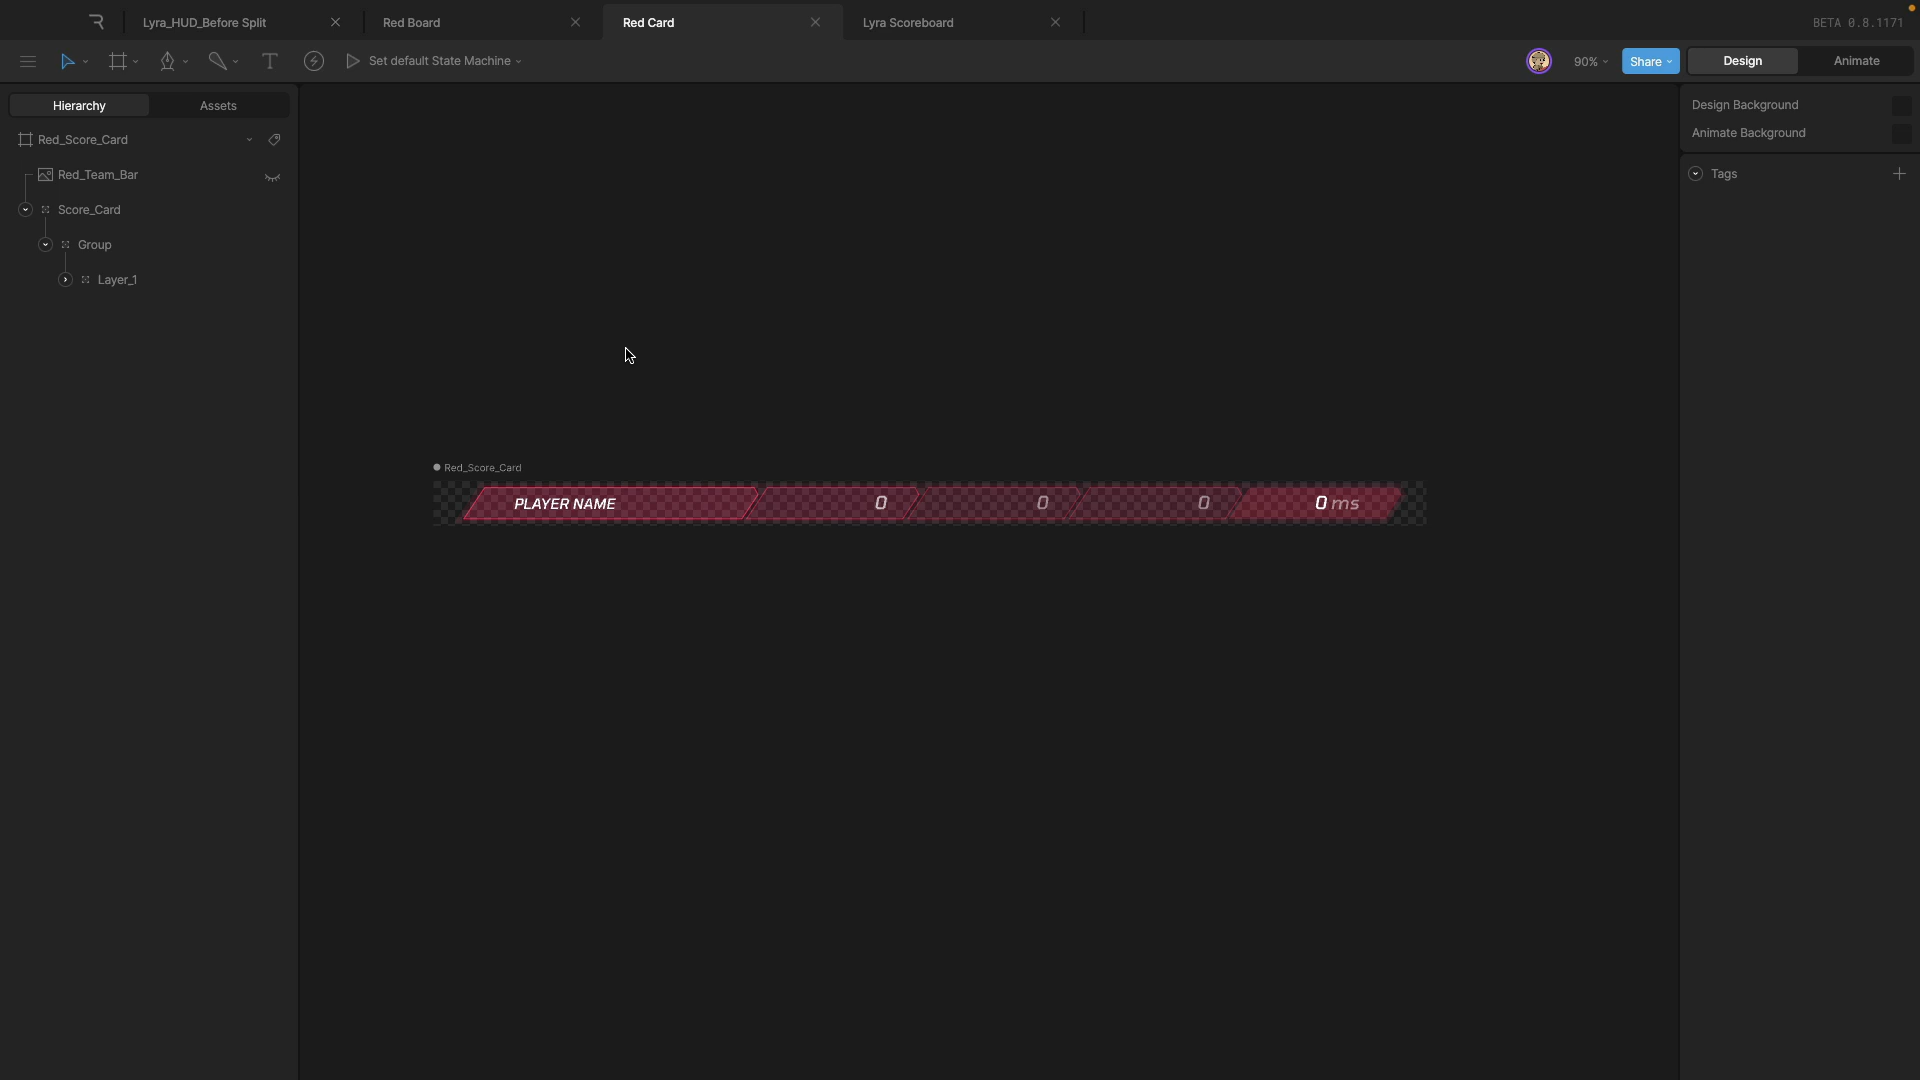 Lyra_HUD_Before Split
Red Board
Red Card
Lyra Scoreboard
BETA 0.8.1171
Set default State Machine
90%
Share
Design
Animate
Hierarchy
Assets
Red_Score_Card
Red_Team_Bar
Score_Card
Group
Layer_1
Red_Score_Card
PLAYER NAME 0 0 0 0 ms
Design Background
Animate Background
Tags